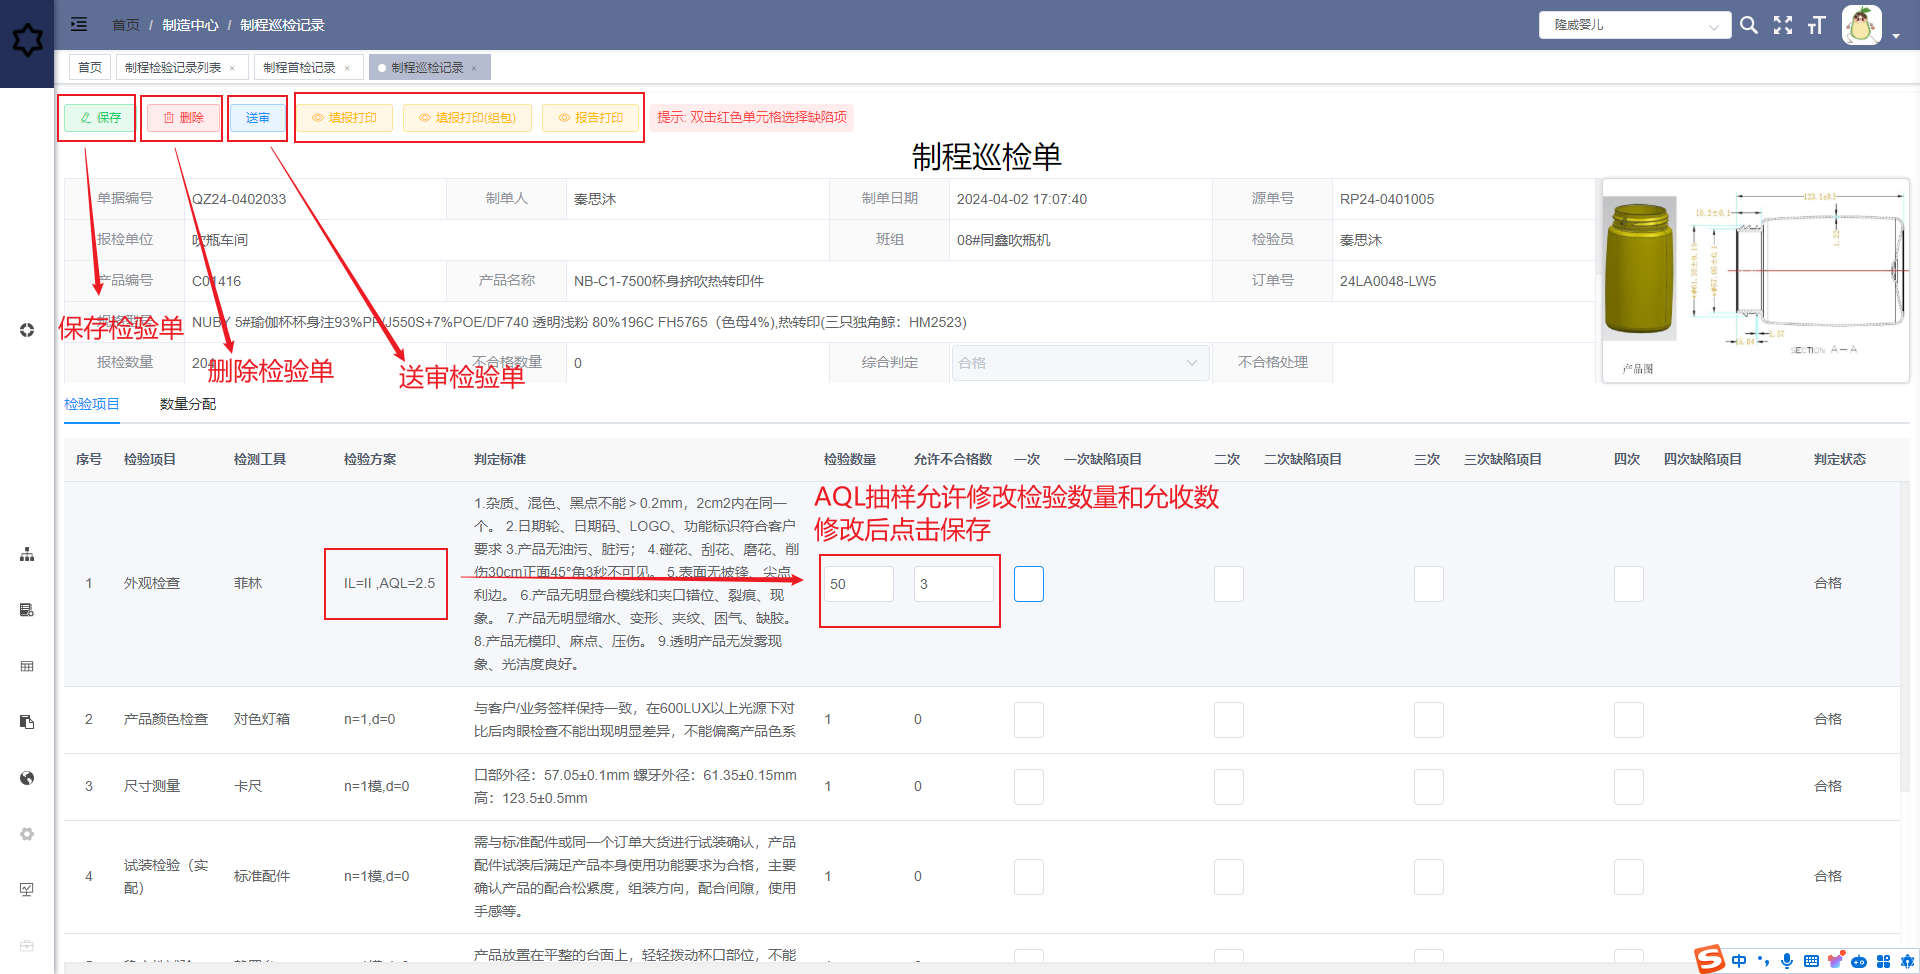 首页 / 制造中心 / 制程巡检记录
隆威婴儿
首页 制程检验记录列表 × 制程首检记录 × 制程巡检记录 ×
保存 删除 送审 填报打印 填报打印(组包) 报告打印 提示: 双击红色单元格选择缺陷项
制程巡检单
单据编号 QZ24-0402033 制单人 秦思沐 制单日期 2024-04-02 17:07:40 源单号 RP24-0401005
报检单位 吹瓶车间 班组 08#同鑫吹瓶机 检验员 秦思沐
产品编号 C01416 产品名称 NB-C1-7500杯身挤吹热转印件 订单号 24LA0048-LW5
规格型号 NUBY 5#瑜伽杯杯身注93%PP/J550S+7%POE/DF740 透明浅粉 80%196C FH5765（色母4%),热转印(三只独角鲸：HM2523)
报检数量 204 不合格数量 0 综合判定 合格 不合格处理
保存检验单
删除检验单
送审检验单
123.1±0.5
16.2±0.1
1.37
SECTION A—A
产品图
检验项目 数量分配
序号 检验项目 检测工具 检验方案 判定标准 检验数量 允许不合格数 一次 一次缺陷项目 二次 二次缺陷项目 三次 三次缺陷项目 四次 四次缺陷项目 判定状态
AQL抽样允许修改检验数量和允收数
修改后点击保存
1 外观检查 菲林 IL=II ,AQL=2.5
1.杂质、混色、黑点不能＞0.2mm，2cm2内在同一
个。 2.日期轮、日期码、LOGO、功能标识符合客户
要求 3.产品无油污、脏污； 4.碰花、刮花、磨花、削
伤30cm正面45°角3秒不可见。 5.表面无披锋、尖点
利边。 6.产品无明显合模线和夹口错位、裂痕、现
象。 7.产品无明显缩水、变形、夹纹、困气、缺胶。
8.产品无模印、麻点、压伤。 9.透明产品无发雾现
象、光洁度良好。
50 3 合格
2 产品颜色检查 对色灯箱 n=1,d=0
与客户/业务签样保持一致，在600LUX以上光源下对
比后肉眼检查不能出现明显差异，不能偏离产品色系
1 0 合格
3 尺寸测量 卡尺 n=1模,d=0
口部外径：57.05±0.1mm 螺牙外径：61.35±0.15mm
高：123.5±0.5mm
1 0 合格
4 试装检验（实
配） 标准配件 n=1模,d=0
需与标准配件或同一个订单大货进行试装确认，产品
配件试装后满足产品本身使用功能要求为合格，主要
确认产品的配合松紧度，组装方向，配合间隙，使用
手感等。
1 0 合格
产品放置在平整的台面上，轻轻拨动杯口部位，不能
中